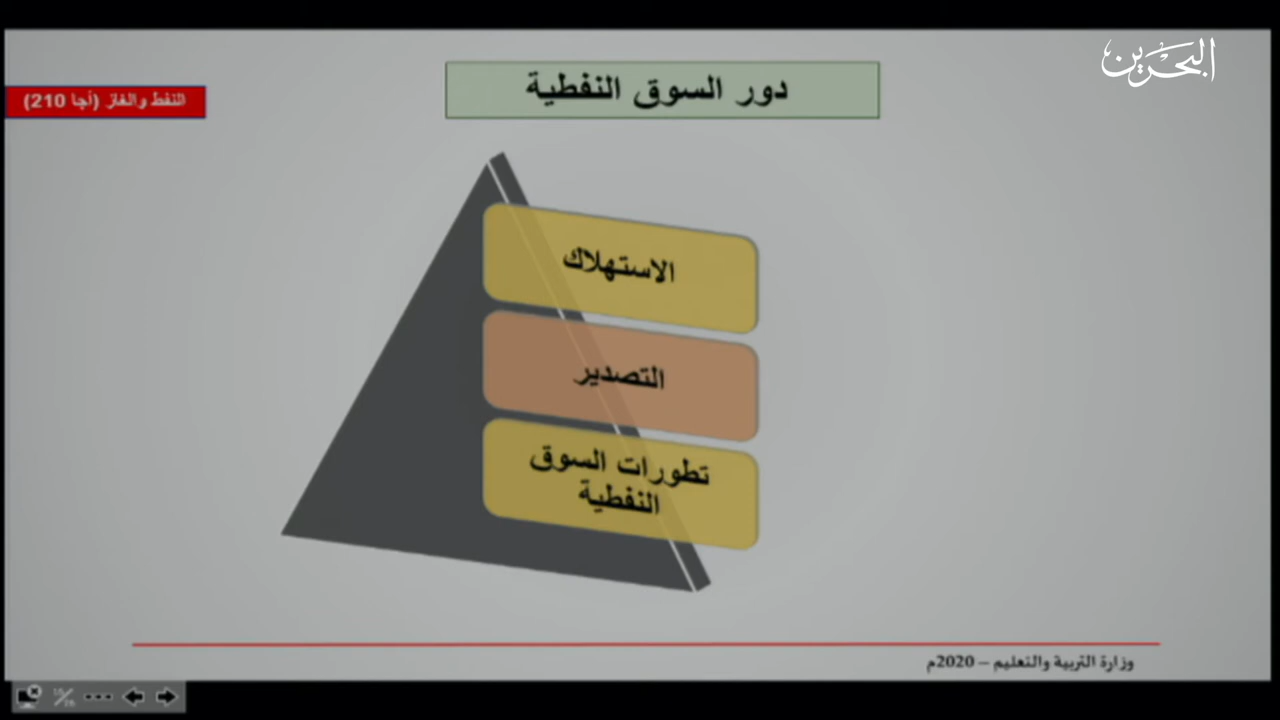 البحرين
دور السوق النفطية
النفط والغاز (أجا 210)
الاستهلاك
التصدير
تطورات السوق
النفطية
وزارة التربية والتعليم – 2020م